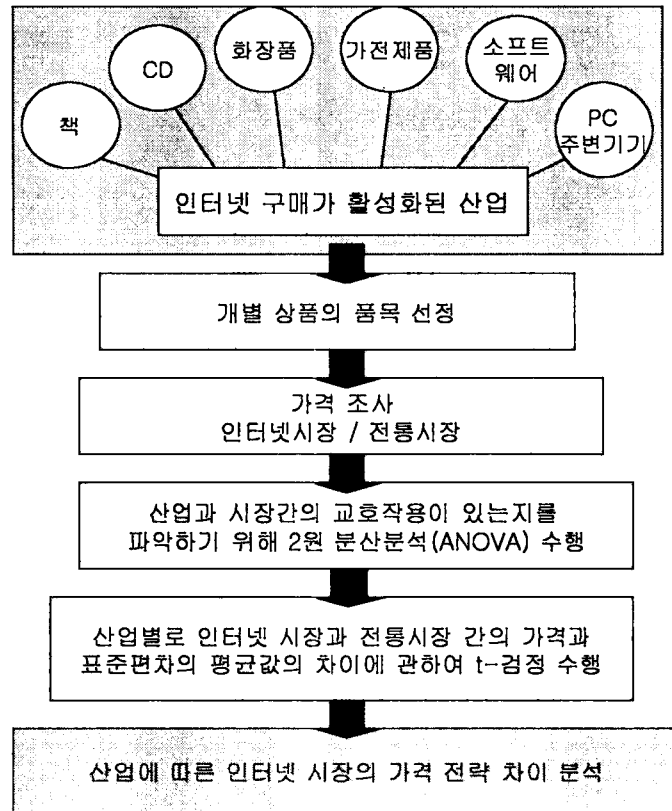 책
CD
화장품
가전제품
소프트
웨어
PC
주변기기
인터넷 구매가 활성화된 산업
개별 상품의 품목 선정
가격 조사
인터넷시장 / 전통시장
산업과 시장간의 교호작용이 있는지를
파악하기 위해 2원 분산분석(ANOVA) 수행
산업별로 인터넷 시장과 전통시장 간의 가격과
표준편차의 평균값의 차이에 관하여 t-검정 수행
산업에 따른 인터넷 시장의 가격 전략 차이 분석